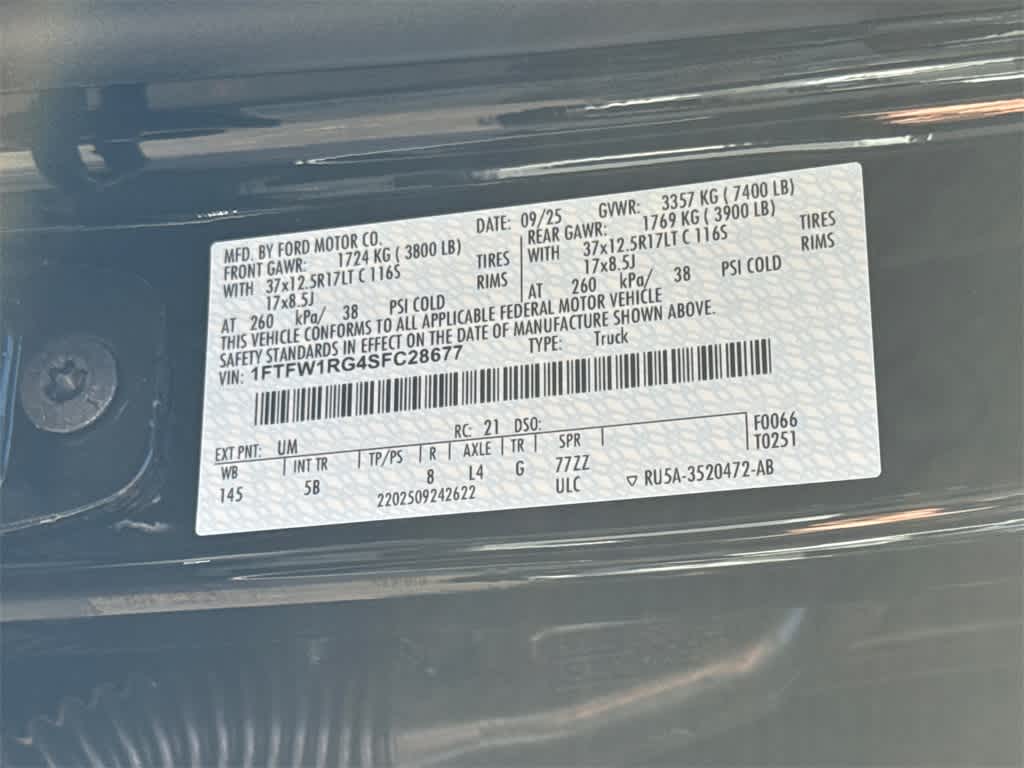 MFD. BY FORD MOTOR CO.
DATE: 09/25 GVWR: 3357 KG ( 7400 LB)
FRONT GAWR: 1724 KG ( 3800 LB)
WITH 37x12.5R17LT C 116S TIRES
17x8.5J RIMS
AT 260 kPa/ 38 PSI COLD
REAR GAWR: 1769 KG ( 3900 LB)
WITH 37x12.5R17LT C 116S TIRES
17x8.5J RIMS
AT 260 kPa/ 38 PSI COLD
THIS VEHICLE CONFORMS TO ALL APPLICABLE FEDERAL MOTOR VEHICLE
SAFETY STANDARDS IN EFFECT ON THE DATE OF MANUFACTURE SHOWN ABOVE.
VIN: 1FTFW1RG4SFC28677 TYPE: Truck
EXT PNT: UM RC: 21 DSO: F0066
WB INT TR TP/PS R AXLE TR SPR T0251
145 5B 8 L4 G 77ZZ
2202509242622 ULC ▽ RU5A-3520472-AB